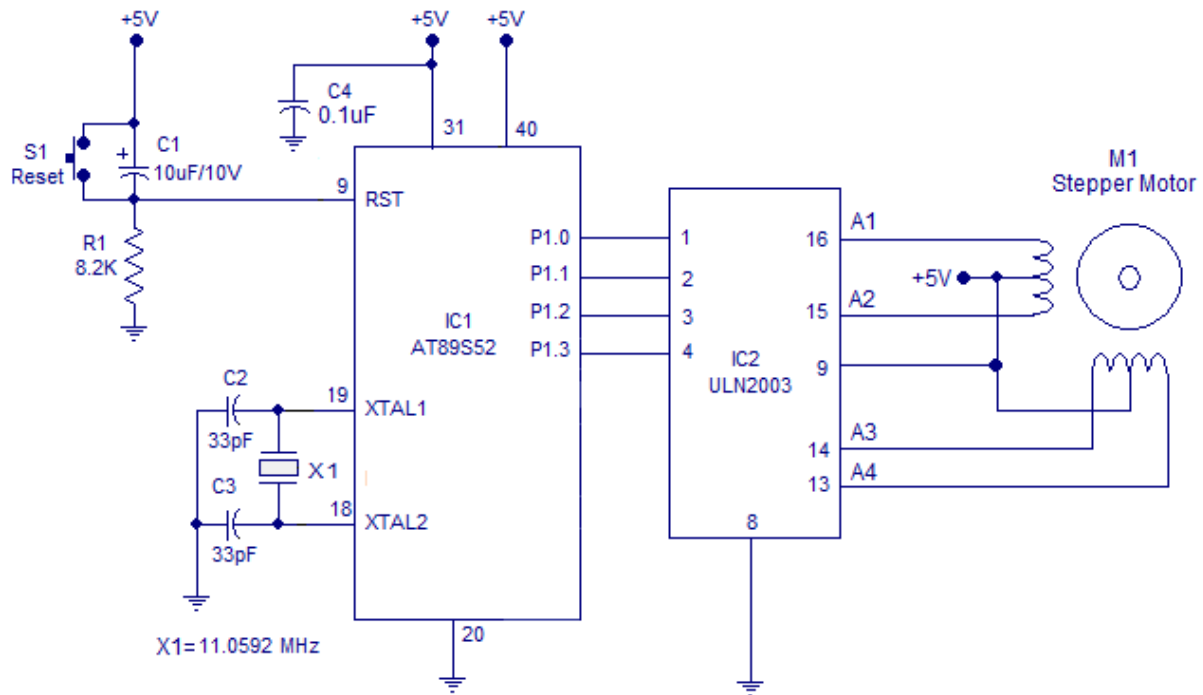 +5V
+5V
+5V
C4
0.1uF
31
40
S1
Reset
C1
+
10uF/10V
M1
Stepper Motor
9
RST
R1
8.2K
P1.0
1
16
A1
P1.1
2
+5V
P1.2
3
15
A2
IC1
AT89S52
P1.3
4
IC2
ULN2003
9
C2
33pF
19
XTAL1
X1
14
A3
13
A4
C3
33pF
18
XTAL2
8
20
X1= 11.0592 MHz